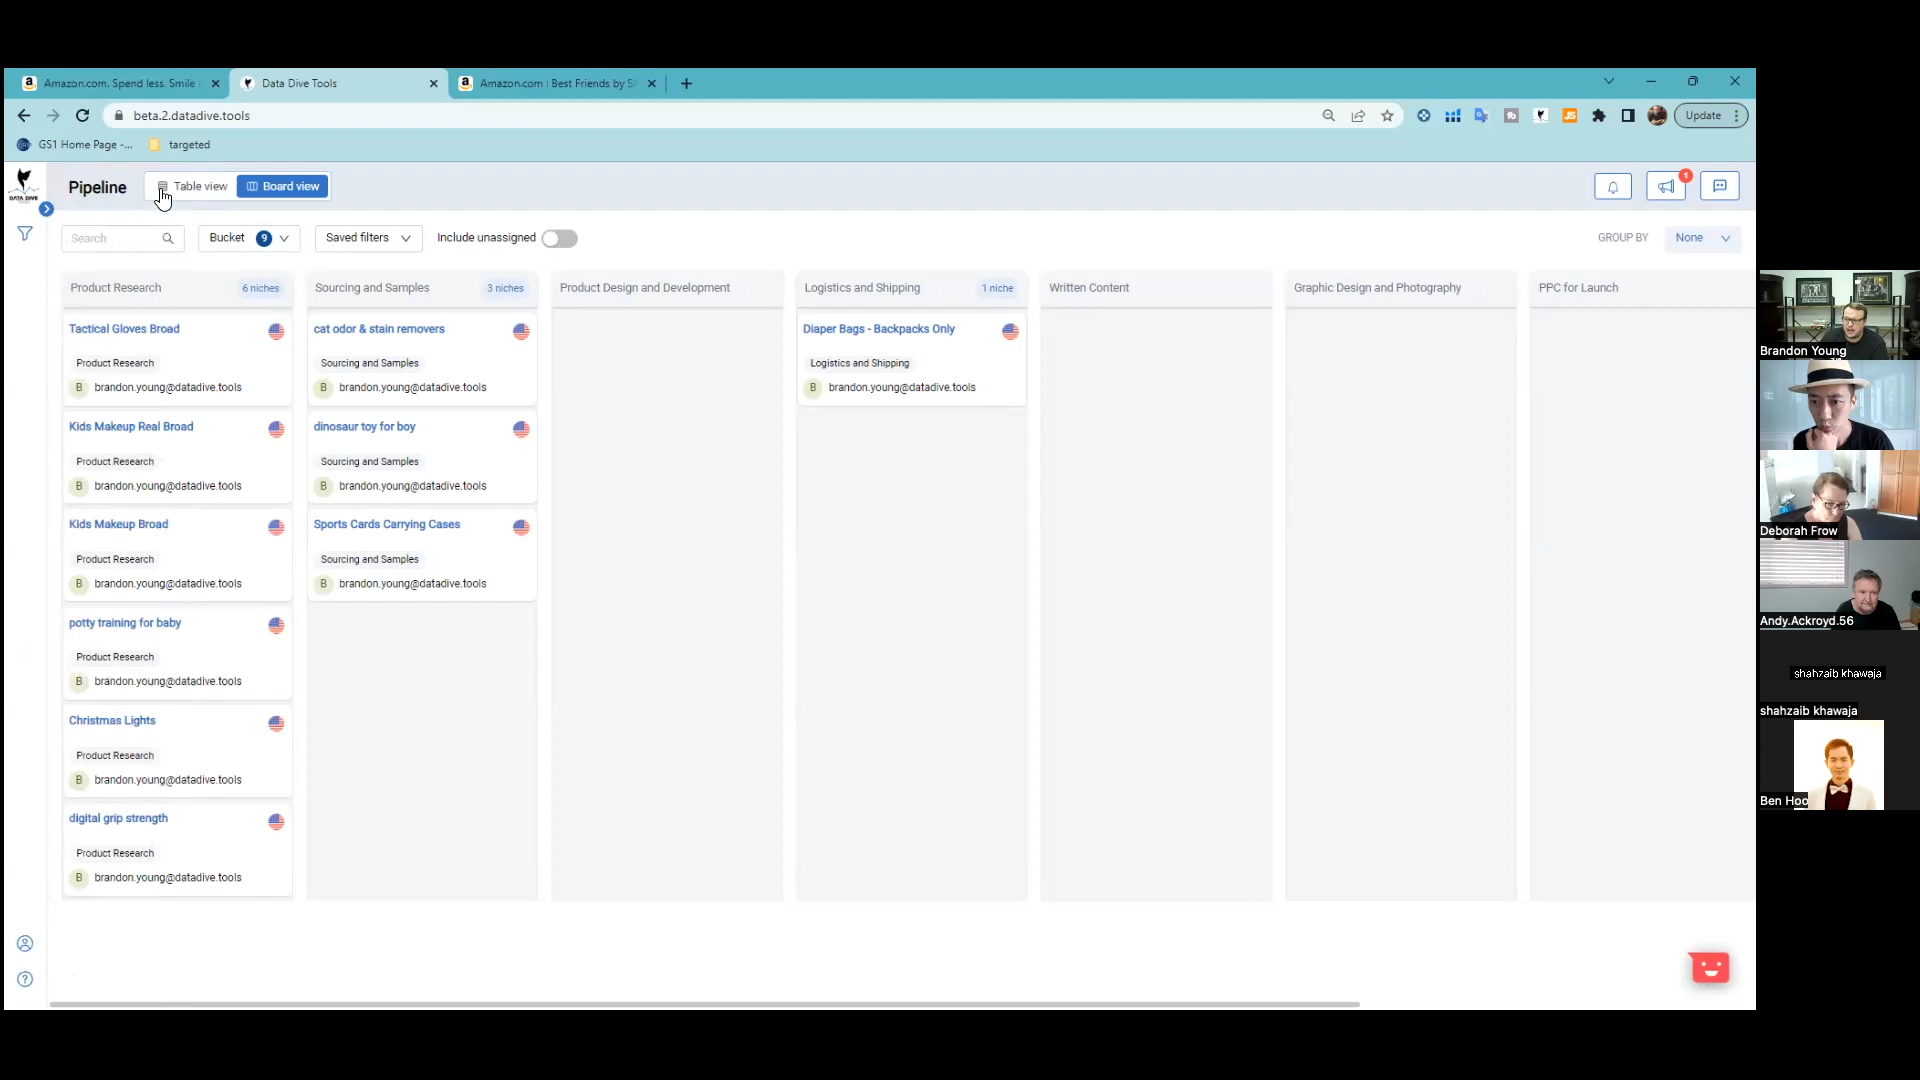 Amazon.com. Spend less. Smile
Data Dive Tools
Amazon.com : Best Friends by Sh
beta.2.datadive.tools
Update
GS1 Home Page -...
targeted
DATA DIVE
Pipeline
Table view
Board view
1
Search
Bucket 9
Saved filters
Include unassigned
GROUP BY
None
Product Research
6 niches
Sourcing and Samples
3 niches
Product Design and Development
Logistics and Shipping
1 niche
Written Content
Graphic Design and Photography
PPC for Launch
Tactical Gloves Broad
Product Research
B brandon.young@datadive.tools
Kids Makeup Real Broad
Product Research
B brandon.young@datadive.tools
Kids Makeup Broad
Product Research
B brandon.young@datadive.tools
potty training for baby
Product Research
B brandon.young@datadive.tools
Christmas Lights
Product Research
B brandon.young@datadive.tools
digital grip strength
Product Research
B brandon.young@datadive.tools
cat odor & stain removers
Sourcing and Samples
B brandon.young@datadive.tools
dinosaur toy for boy
Sourcing and Samples
B brandon.young@datadive.tools
Sports Cards Carrying Cases
Sourcing and Samples
B brandon.young@datadive.tools
Diaper Bags - Backpacks Only
Logistics and Shipping
B brandon.young@datadive.tools
Brandon Young
Deborah Frow
Andy.Ackroyd.56
shahzaib khawaja
shahzaib khawaja
Ben Hoo